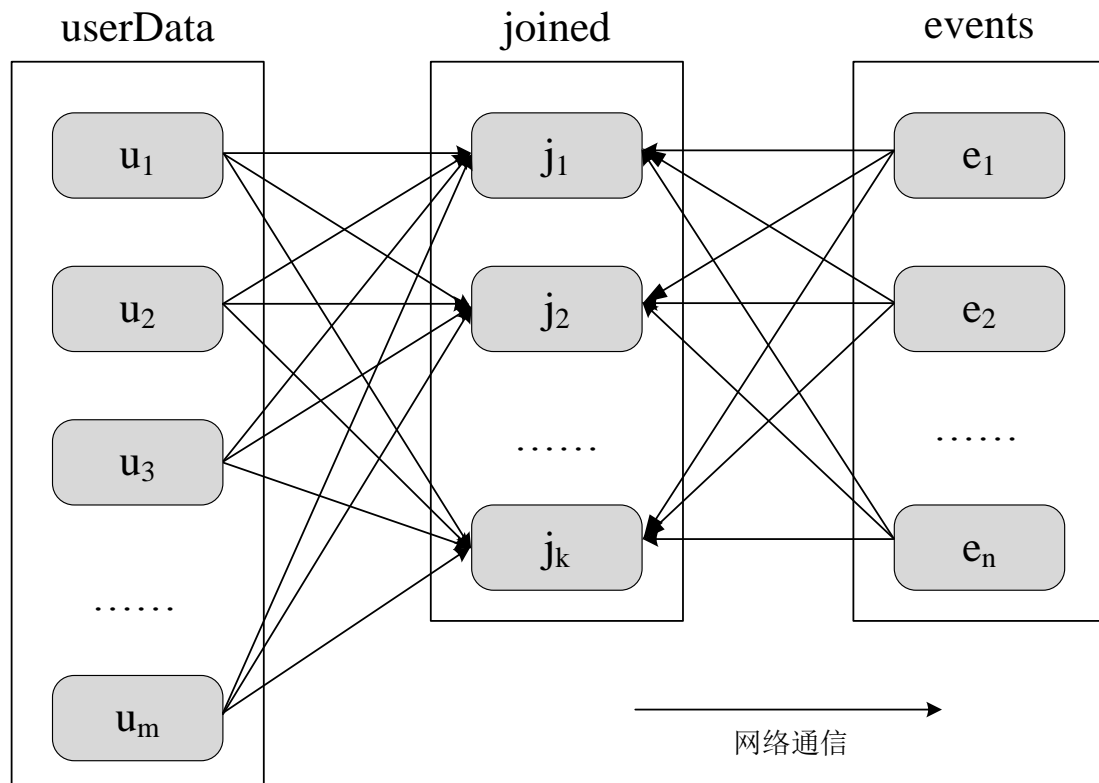 userData
joined
events
u1
j1
e1
u2
j2
e2
u3
……
……
jk
en
……
um
网络通信